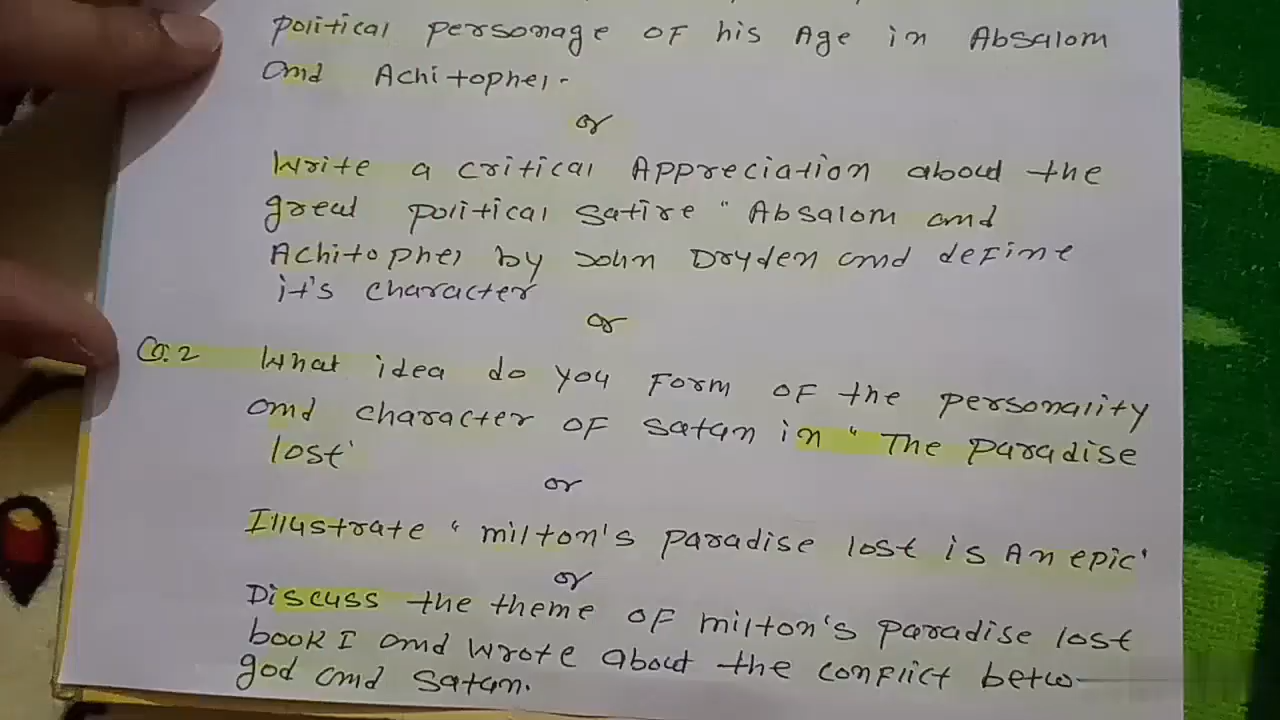 political personage of his Age in Absalom
and Achitophel.
or
Write a critical Appreciation about the
great political satire "Absalom and
Achitophel by John Dryden and define
it's character
or
Q.2 What idea do you form of the personality
and character of satan in "The paradise
lost'
or
Illustrate "milton's paradise lost is An epic'
or
Discuss the theme of milton's paradise lost
book I and wrote about the conflict betw
god and satan.